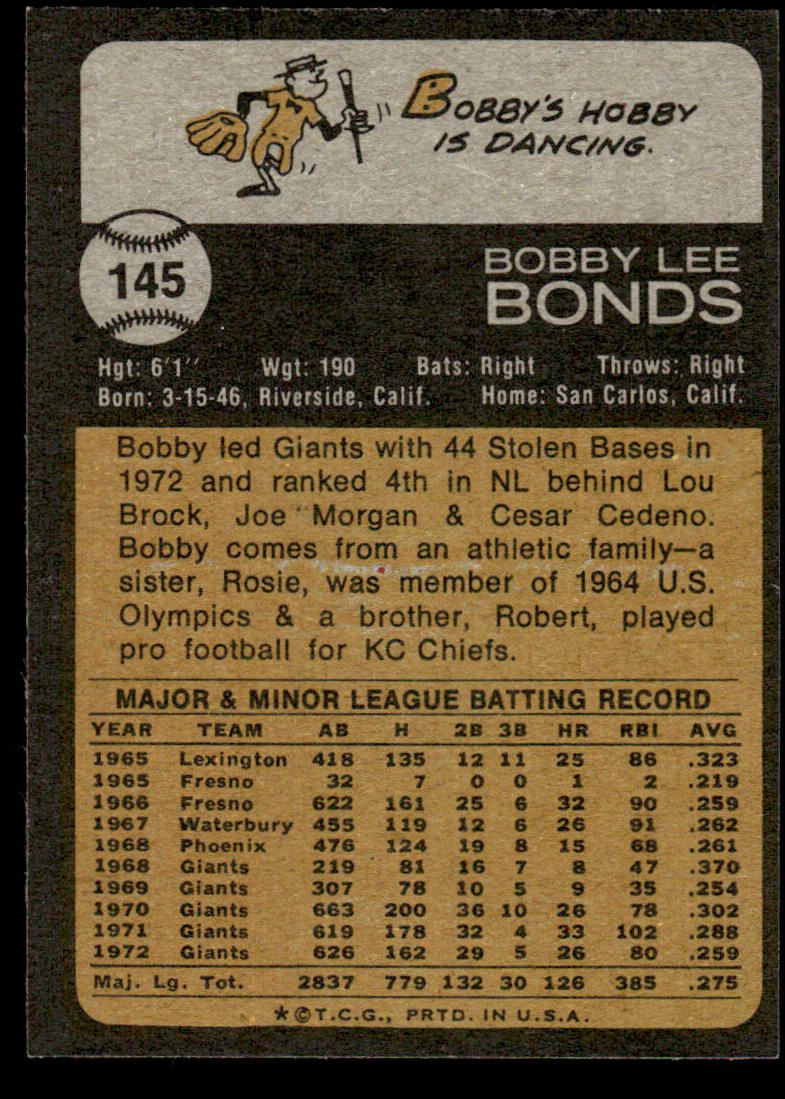 BOBBY'S HOBBY
IS DANCING.
145
BOBBY LEE
BONDS
Hgt: 6'1" Wgt: 190 Bats: Right Throws: Right
Born: 3-15-46, Riverside, Calif. Home: San Carlos, Calif.
Bobby led Giants with 44 Stolen Bases in
1972 and ranked 4th in NL behind Lou
Brock, Joe Morgan & Cesar Cedeno.
Bobby comes from an athletic family—a
sister, Rosie, was member of 1964 U.S.
Olympics & a brother, Robert, played
pro football for KC Chiefs.
MAJOR & MINOR LEAGUE BATTING RECORD
YEAR TEAM AB H 2B 3B HR RBI AVG
1965 Lexington 418 135 12 11 25 86 .323
1965 Fresno 32 7 0 0 1 2 .219
1966 Fresno 622 161 25 6 32 90 .259
1967 Waterbury 455 119 12 6 26 91 .262
1968 Phoenix 476 124 19 8 15 68 .261
1968 Giants 219 81 16 7 8 47 .370
1969 Giants 307 78 10 5 9 35 .254
1970 Giants 663 200 36 10 26 78 .302
1971 Giants 619 178 32 4 33 102 .288
1972 Giants 626 162 29 5 26 80 .259
Maj. Lg. Tot. 2837 779 132 30 126 385 .275
*©T.C.G., PRTD. IN U.S.A.